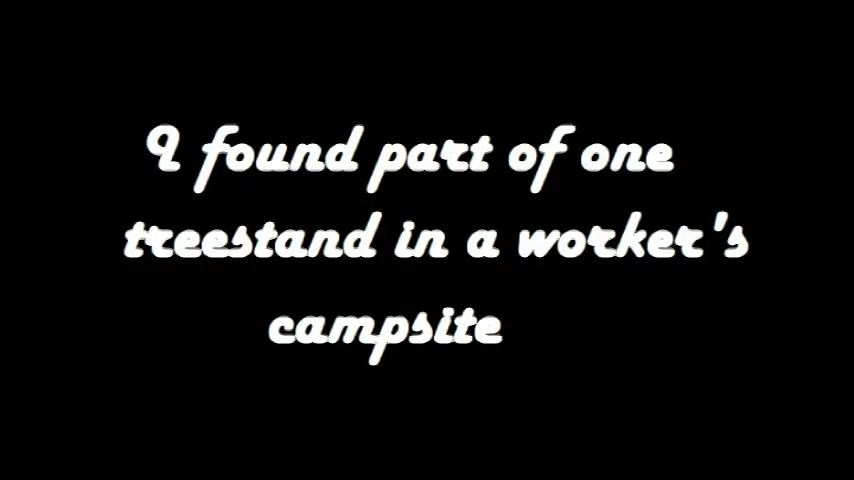 I found part of one
treestand in a worker's
campsite